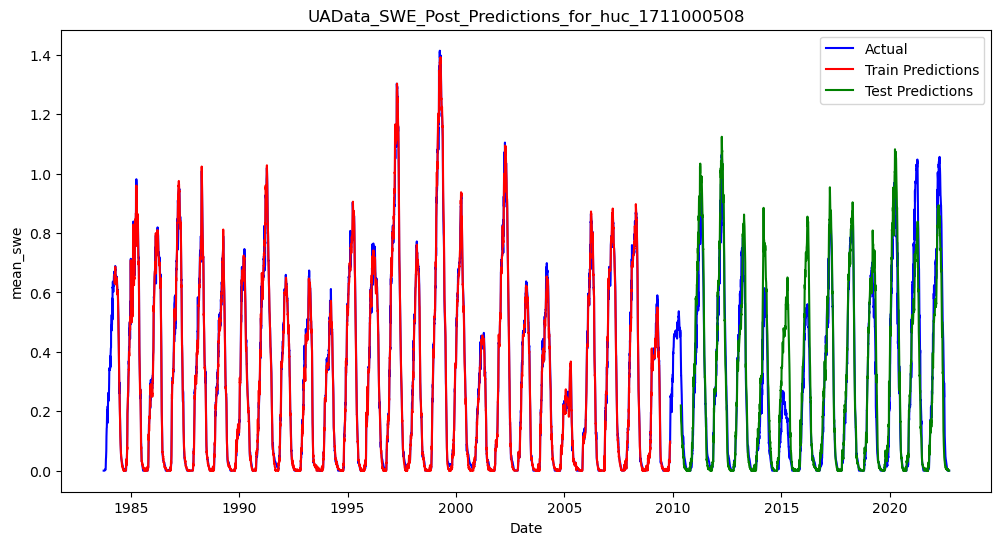 UAData_SWE_Post_Predictions_for_huc_1711000508
Actual
Train Predictions
Test Predictions
mean_swe
1.4
1.2
1.0
0.8
0.6
0.4
0.2
0.0
1985
1990
1995
2000
2005
2010
2015
2020
Date